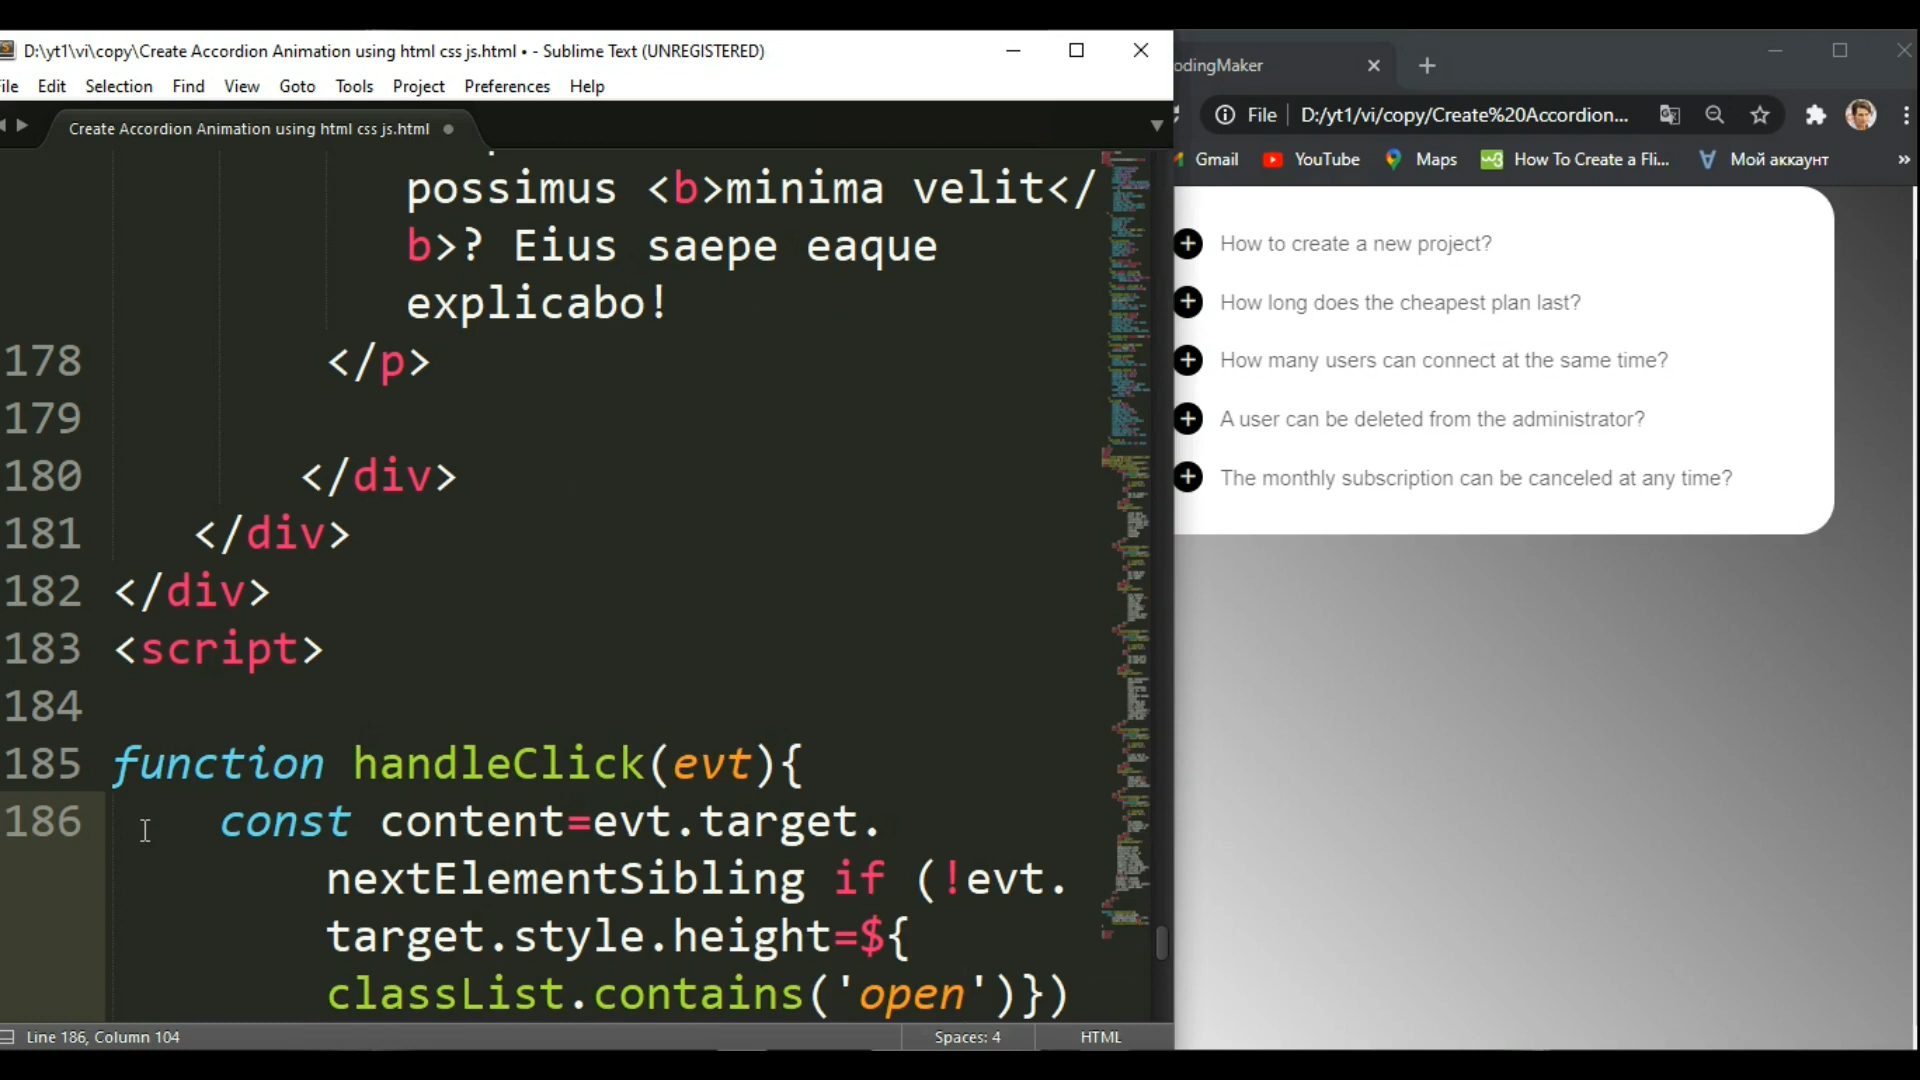 D:\yt1\vi\copy\Create Accordion Animation using html css js.html • - Sublime Text (UNREGISTERED)
ile Edit Selection Find View Goto Tools Project Preferences Help
Create Accordion Animation using html css js.html
possimus <b>minima velit</
b>? Eius saepe eaque
explicabo!
178 </p>
179
180 </div>
181 </div>
182 </div>
183 <script>
184
185 function handleClick(evt){
186 const content=evt.target.
nextElementSibling if (!evt.
target.style.height=${
classList.contains('open')})
Line 186, Column 104
Spaces: 4
HTML
odingMaker
File D:/yt1/vi/copy/Create%20Accordion...
Gmail YouTube Maps How To Create a Fli... Мой аккаунт »
How to create a new project?
How long does the cheapest plan last?
How many users can connect at the same time?
A user can be deleted from the administrator?
The monthly subscription can be canceled at any time?